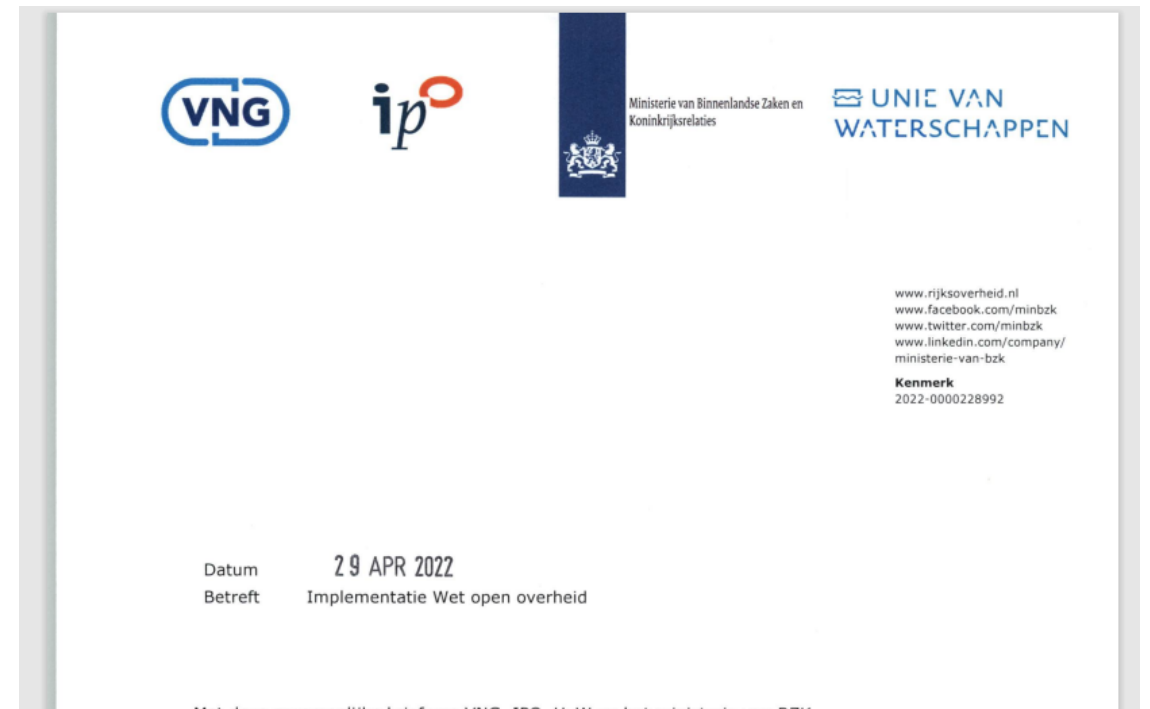 VNG
ipo
Ministerie van Binnenlandse Zaken en
Koninkrijksrelaties
UNIE VAN
WATERSCHAPPEN
www.rijksoverheid.nl
www.facebook.com/minbzk
www.twitter.com/minbzk
www.linkedin.com/company/
ministerie-van-bzk
Kenmerk
2022-0000228992
Datum 29 APR 2022
Betreft Implementatie Wet open overheid